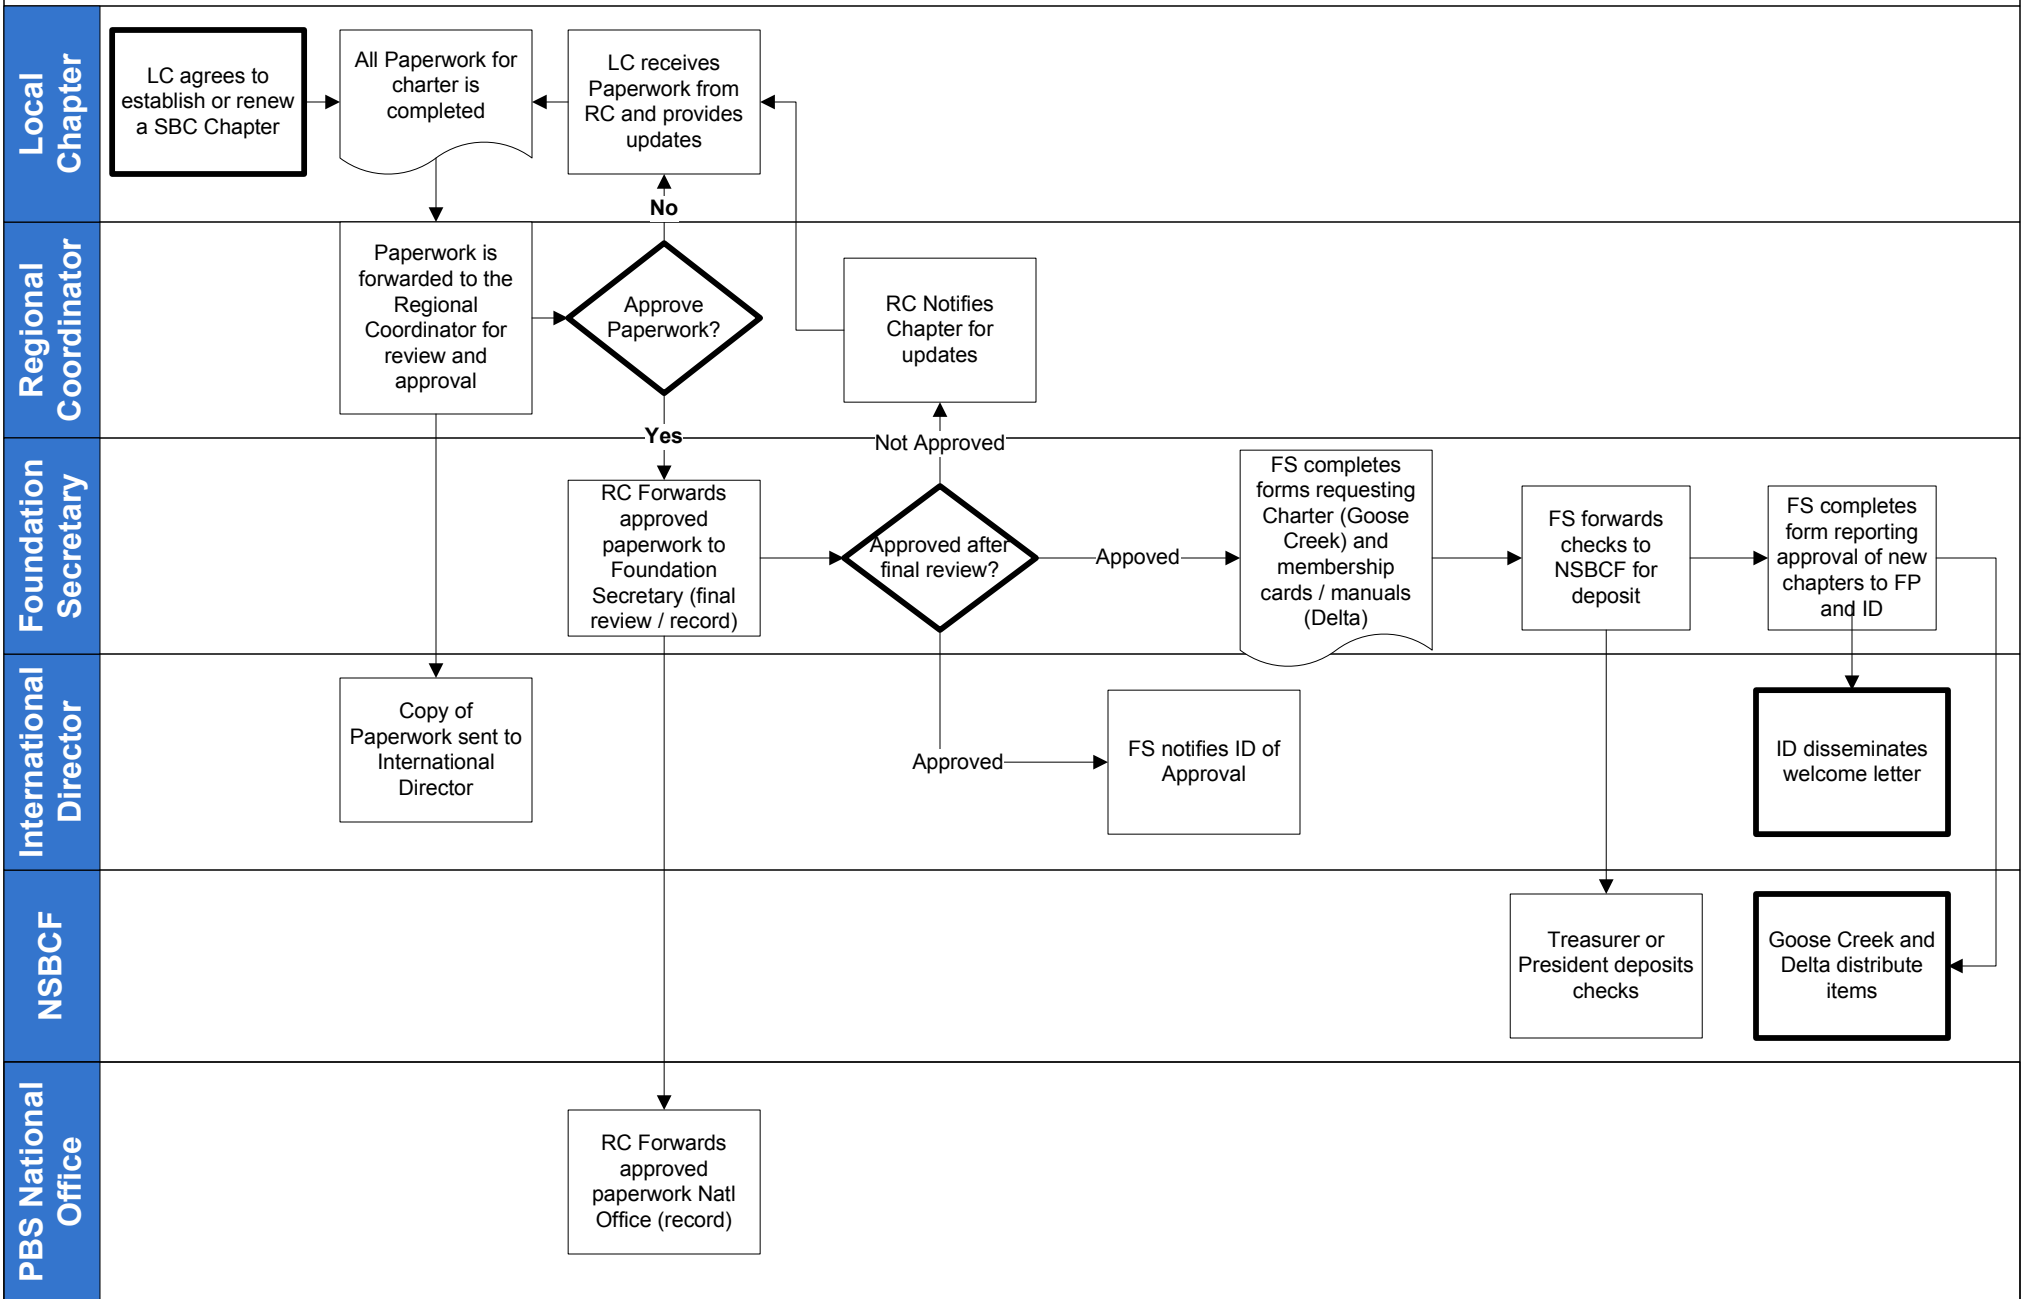 Local
Chapter
LC agrees to
establish or renew
a SBC Chapter
All Paperwork for
charter is
completed
LC receives
Paperwork from
RC and provides
updates
No
Regional
Coordinator
Paperwork is
forwarded to the
Regional
Coordinator for
review and
approval
Approve
Paperwork?
RC Notifies
Chapter for
updates
Yes
Not Approved
Foundation
Secretary
RC Forwards
approved
paperwork to
Foundation
Secretary (final
review / record)
Approved after
final review?
Appoved
FS completes
forms requesting
Charter (Goose
Creek) and
membership
cards / manuals
(Delta)
FS forwards
checks to
NSBCF for
deposit
FS completes
form reporting
approval of new
chapters to FP
and ID
International
Director
Copy of
Paperwork sent to
International
Director
Approved
FS notifies ID of
Approval
ID disseminates
welcome letter
NSBCF
Treasurer or
President deposits
checks
Goose Creek and
Delta distribute
items
PBS National
Office
RC Forwards
approved
paperwork Natl
Office (record)